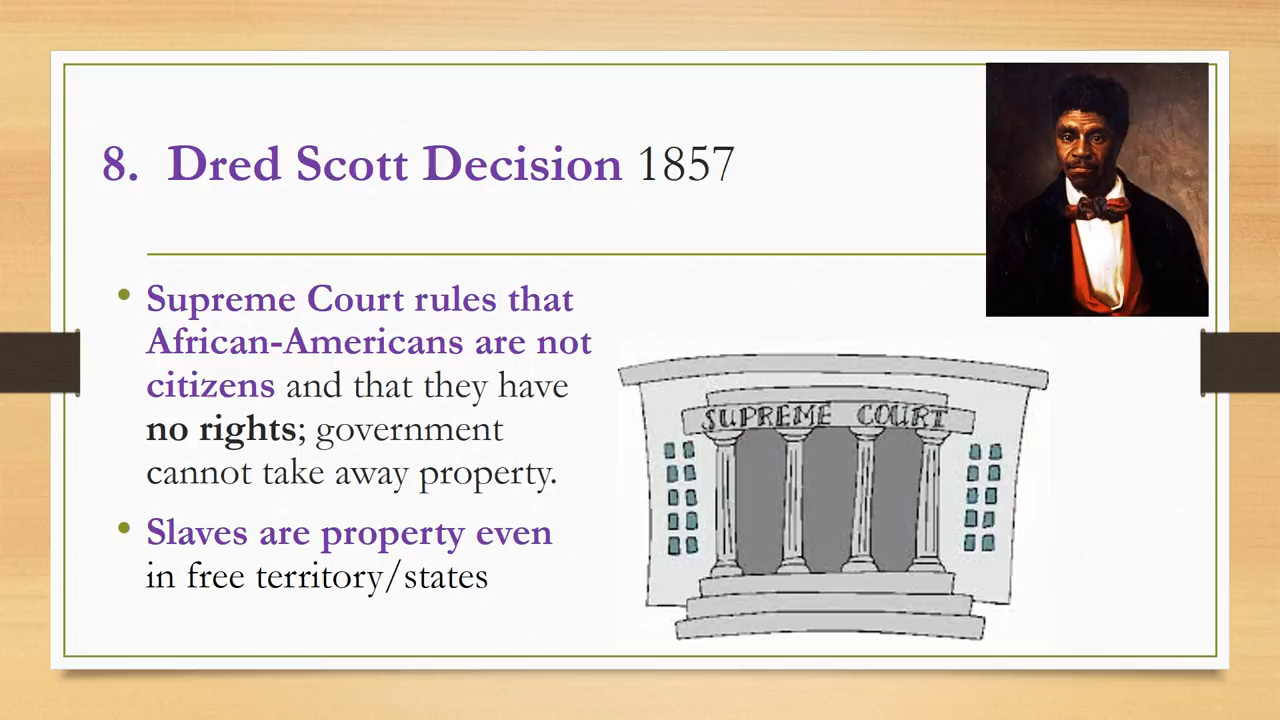 8. Dred Scott Decision 1857
• Supreme Court rules that
African-Americans are not
citizens and that they have
no rights; government
cannot take away property.
• Slaves are property even
in free territory/states
SUPREME COURT